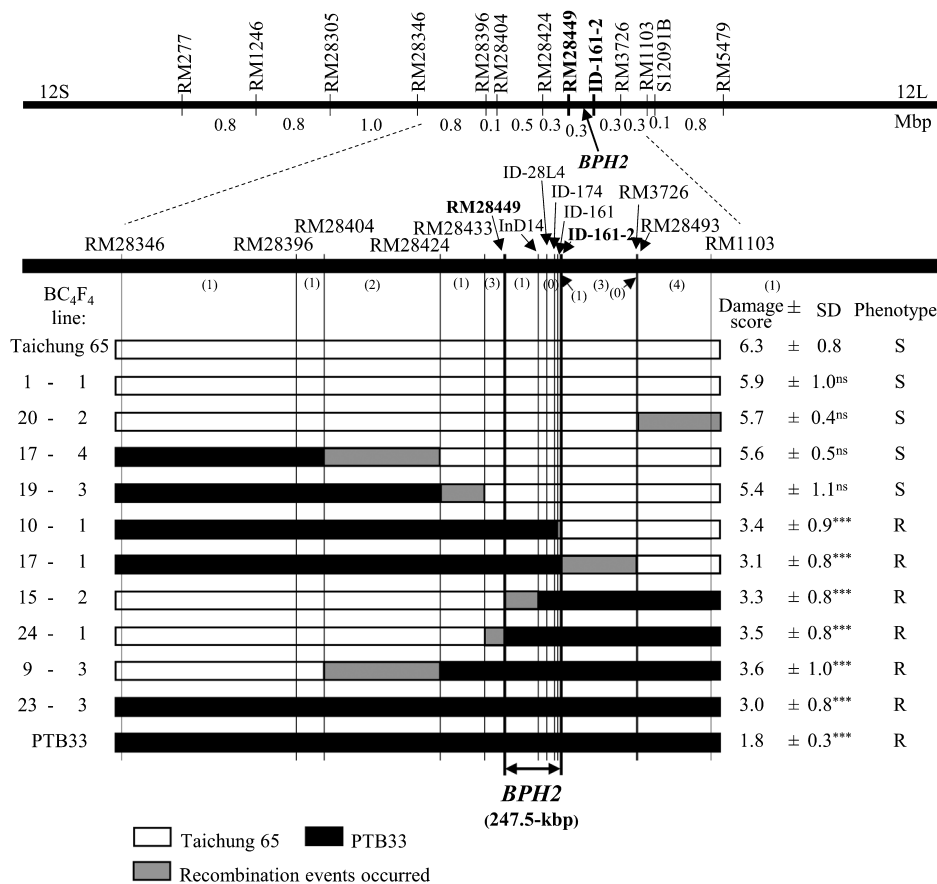 RM277 RM1246 RM28305 RM28346 RM28396 RM28404 RM28424 RM28449 ID-161-2 RM3726 RM1103 S12091B RM5479
12S 12L
0.8 0.8 1.0 0.8 0.1 0.5 0.3 0.3 0.3 0.3 0.1 0.8 Mbp
BPH2
ID-28L4
ID-174 RM3726
RM28449 ID-161
RM28404 RM28433 InD14 ID-161-2 RM28493
RM28346 RM28396 RM28424 RM1103
(1) (1) (2) (1) (3) (1) (0) (1) (3) (0) (4) (1)
BC4F4 line: Damage score ± SD Phenotype
Taichung 65 6.3 ± 0.8 S
1 - 1 5.9 ± 1.0ns S
20 - 2 5.7 ± 0.4ns S
17 - 4 5.6 ± 0.5ns S
19 - 3 5.4 ± 1.1ns S
10 - 1 3.4 ± 0.9*** R
17 - 1 3.1 ± 0.8*** R
15 - 2 3.3 ± 0.8*** R
24 - 1 3.5 ± 0.8*** R
9 - 3 3.6 ± 1.0*** R
23 - 3 3.0 ± 0.8*** R
PTB33 1.8 ± 0.3*** R
BPH2
(247.5-kbp)
Taichung 65 PTB33
Recombination events occurred